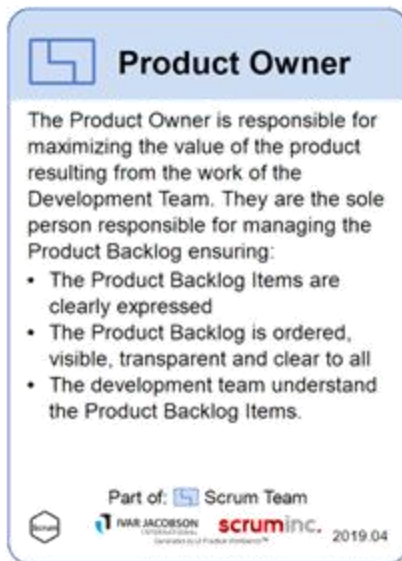 Product Owner
The Product Owner is responsible for
maximizing the value of the product
resulting from the work of the
Development Team. They are the sole
person responsible for managing the
Product Backlog ensuring:
• The Product Backlog Items are
clearly expressed
• The Product Backlog is ordered,
visible, transparent and clear to all
• The development team understand
the Product Backlog Items.
Part of: Scrum Team
Scrum
IVAR JACOBSON
INTERNATIONAL
scruminc.
2019.04